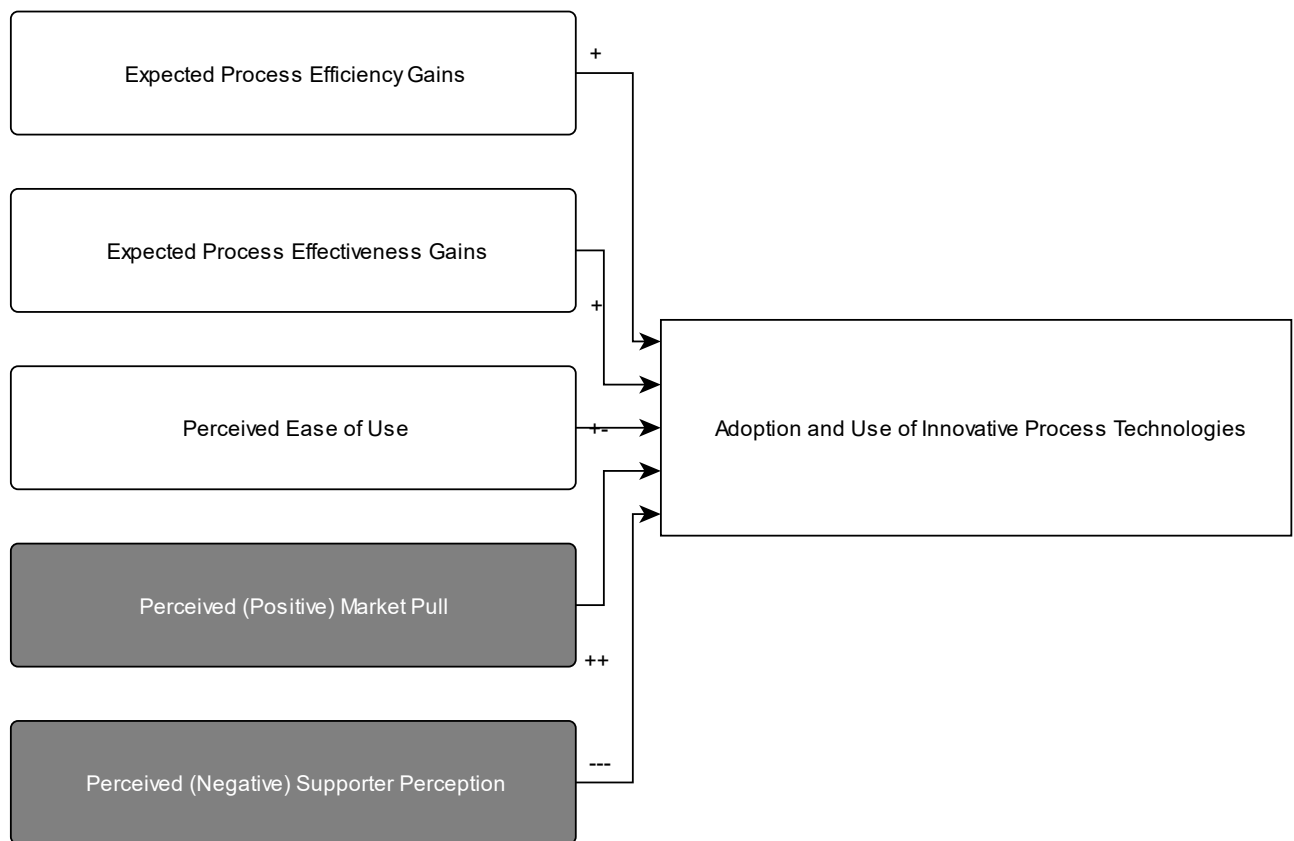 +
Expected Process Efficiency Gains
Expected Process Effectiveness Gains
+
Perceived Ease of Use
+-
Adoption and Use of Innovative Process Technologies
Perceived (Positive) Market Pull
++
Perceived (Negative) Supporter Perception
---